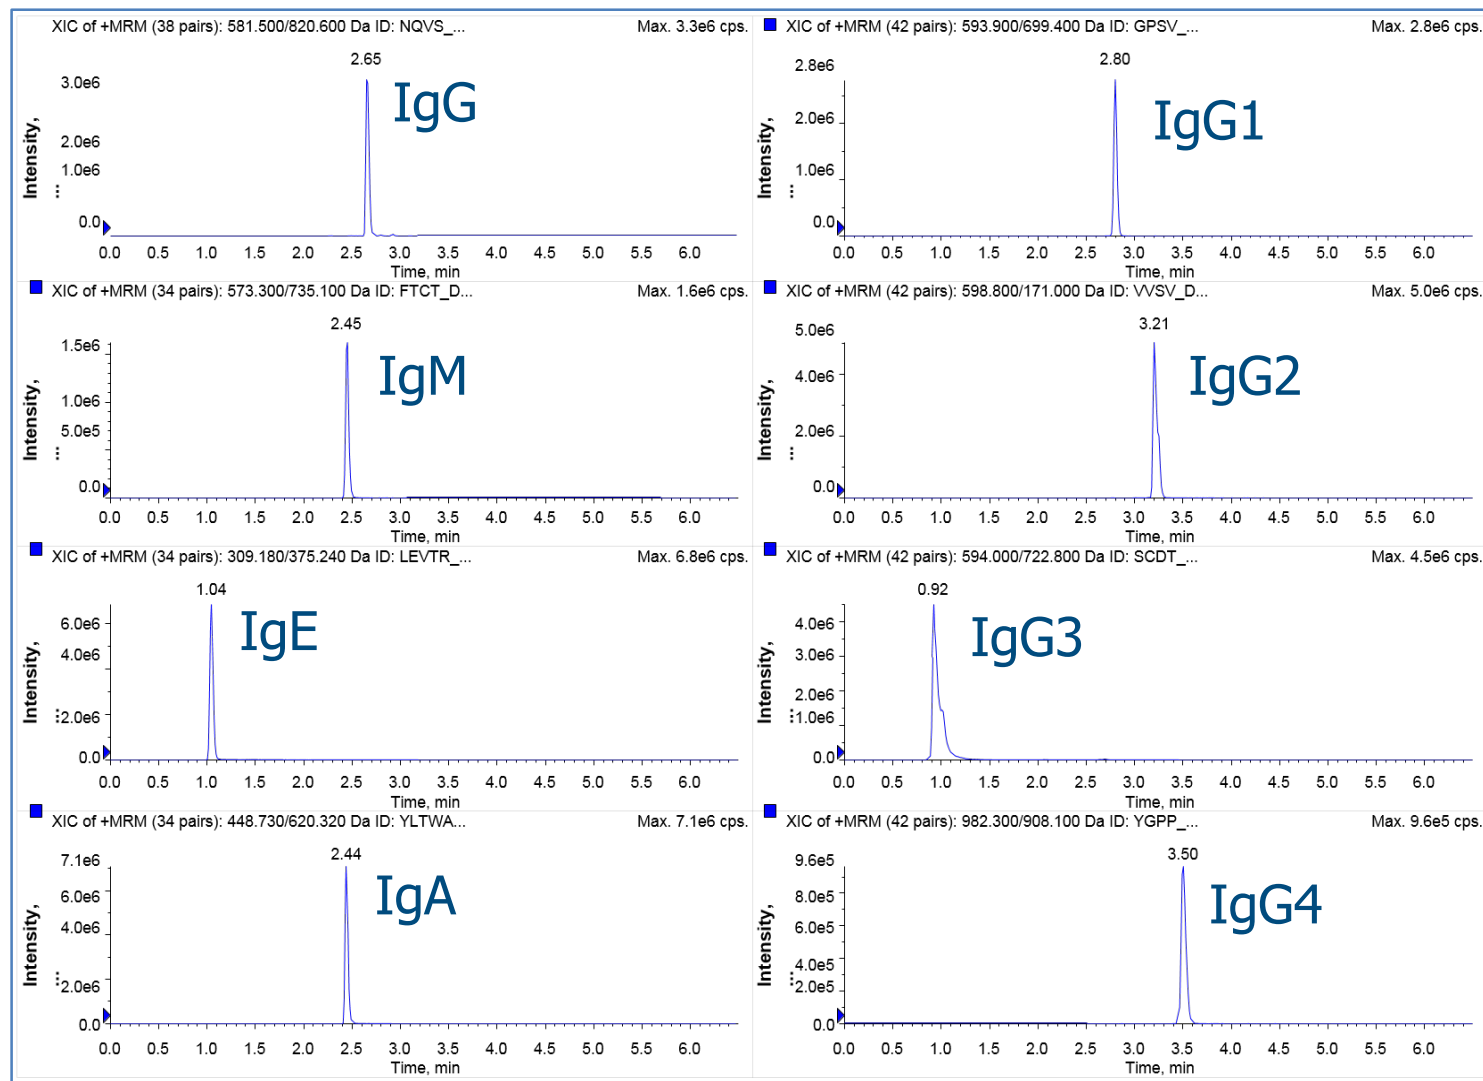 XIC of +MRM (38 pairs): 581.500/820.600 Da ID: NQVS_... Max. 3.3e6 cps.
2.65
IgG
3.0e6
2.0e6
1.0e6
0.0
Intensity, ...
0.0 0.5 1.0 1.5 2.0 2.5 3.0 3.5 4.0 4.5 5.0 5.5 6.0
Time, min
XIC of +MRM (42 pairs): 593.900/699.400 Da ID: GPSV_... Max. 2.8e6 cps.
2.80
IgG1
2.8e6
2.0e6
1.0e6
0.0
Intensity, ...
0.0 0.5 1.0 1.5 2.0 2.5 3.0 3.5 4.0 4.5 5.0 5.5 6.0
Time, min
XIC of +MRM (34 pairs): 573.300/735.100 Da ID: FTCT_D... Max. 1.6e6 cps.
2.45
IgM
1.5e6
1.0e6
5.0e5
0.0
Intensity, ...
0.0 0.5 1.0 1.5 2.0 2.5 3.0 3.5 4.0 4.5 5.0 5.5 6.0
Time, min
XIC of +MRM (42 pairs): 598.800/171.000 Da ID: VVSV_D... Max. 5.0e6 cps.
3.21
IgG2
5.0e6
4.0e6
2.0e6
0.0
Intensity, ...
0.0 0.5 1.0 1.5 2.0 2.5 3.0 3.5 4.0 4.5 5.0 5.5 6.0
Time, min
XIC of +MRM (34 pairs): 309.180/375.240 Da ID: LEVTR_... Max. 6.8e6 cps.
1.04
IgE
6.0e6
4.0e6
2.0e6
0.0
Intensity, ...
0.0 0.5 1.0 1.5 2.0 2.5 3.0 3.5 4.0 4.5 5.0 5.5 6.0
Time, min
XIC of +MRM (42 pairs): 594.000/722.800 Da ID: SCDT_... Max. 4.5e6 cps.
0.92
IgG3
4.0e6
3.0e6
2.0e6
1.0e6
0.0
Intensity, ...
0.0 0.5 1.0 1.5 2.0 2.5 3.0 3.5 4.0 4.5 5.0 5.5 6.0
Time, min
XIC of +MRM (34 pairs): 448.730/620.320 Da ID: YLTWA... Max. 7.1e6 cps.
2.44
IgA
7.1e6
6.0e6
4.0e6
2.0e6
0.0
Intensity, ...
0.0 0.5 1.0 1.5 2.0 2.5 3.0 3.5 4.0 4.5 5.0 5.5 6.0
Time, min
XIC of +MRM (42 pairs): 982.300/908.100 Da ID: YGPP_... Max. 9.6e5 cps.
3.50
IgG4
9.6e5
8.0e5
6.0e5
4.0e5
2.0e5
0.0
Intensity, ...
0.0 0.5 1.0 1.5 2.0 2.5 3.0 3.5 4.0 4.5 5.0 5.5 6.0
Time, min